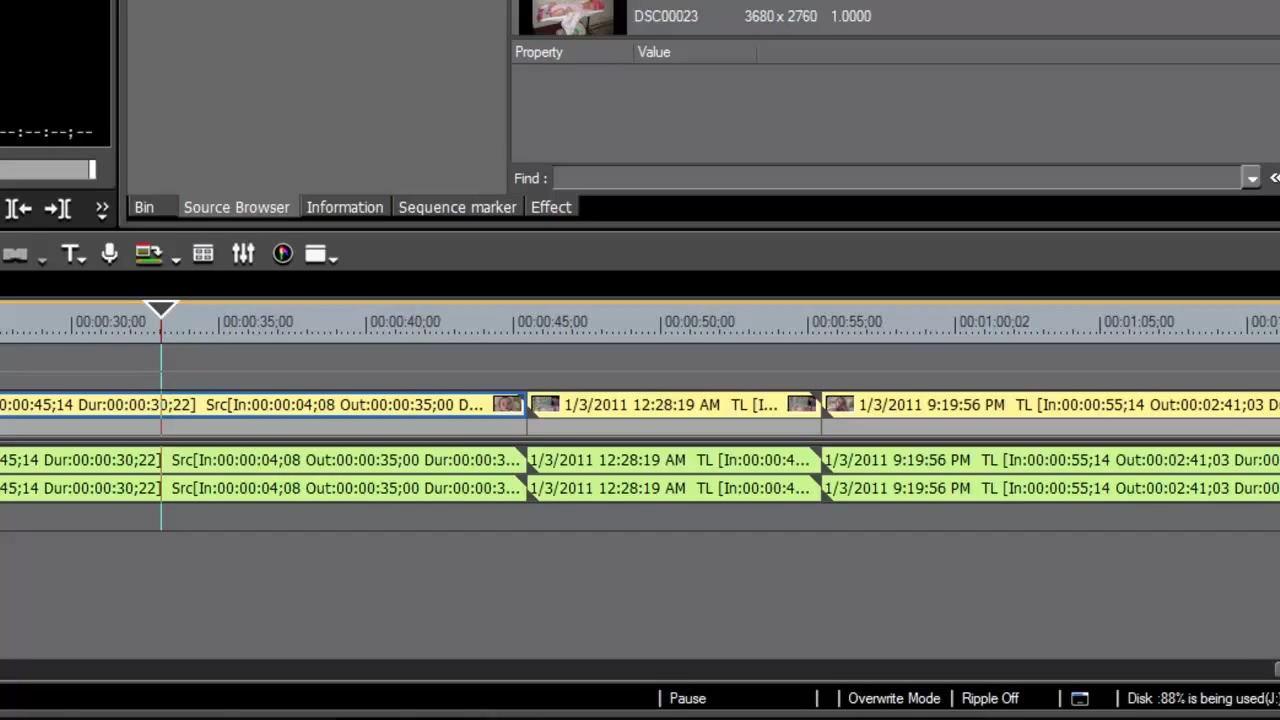 DSC00023 3680 x 2760 1.0000
Property Value
--:--:--;--
Find :
Bin Source Browser Information Sequence marker Effect
00:00:30;00 00:00:35;00 00:00:40;00 00:00:45;00 00:00:50;00 00:00:55;00 00:01:00;02 00:01:05;00
0:00:45;14 Dur:00:00:30;22] Src[In:00:00:04;08 Out:00:00:35;00 D... 1/3/2011 12:28:19 AM TL [I... 1/3/2011 9:19:56 PM TL [In:00:00:55;14 Out:00:02:41;03 D
45;14 Dur:00:00:30;22] Src[In:00:00:04;08 Out:00:00:35;00 Dur:00:00:3... 1/3/2011 12:28:19 AM TL [In:00:00:4... 1/3/2011 9:19:56 PM TL [In:00:00:55;14 Out:00:02:41;03 Dur:00
45;14 Dur:00:00:30;22] Src[In:00:00:04;08 Out:00:00:35;00 Dur:00:00:3... 1/3/2011 12:28:19 AM TL [In:00:00:4... 1/3/2011 9:19:56 PM TL [In:00:00:55;14 Out:00:02:41;03 Dur:00
Pause Overwrite Mode Ripple Off Disk :88% is being used(J: